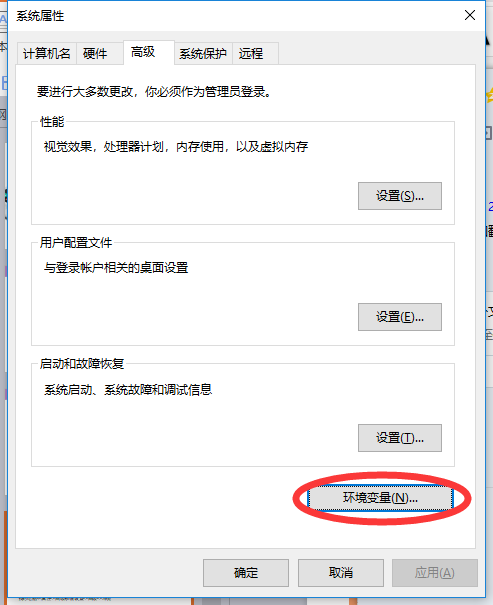 系统属性
计算机名
硬件
高级
系统保护
远程
要进行大多数更改，你必须作为管理员登录。
性能
视觉效果，处理器计划，内存使用，以及虚拟内存
设置(S)...
用户配置文件
与登录帐户相关的桌面设置
设置(E)...
启动和故障恢复
系统启动、系统故障和调试信息
设置(T)...
环境变量(N)...
确定
取消
应用(A)